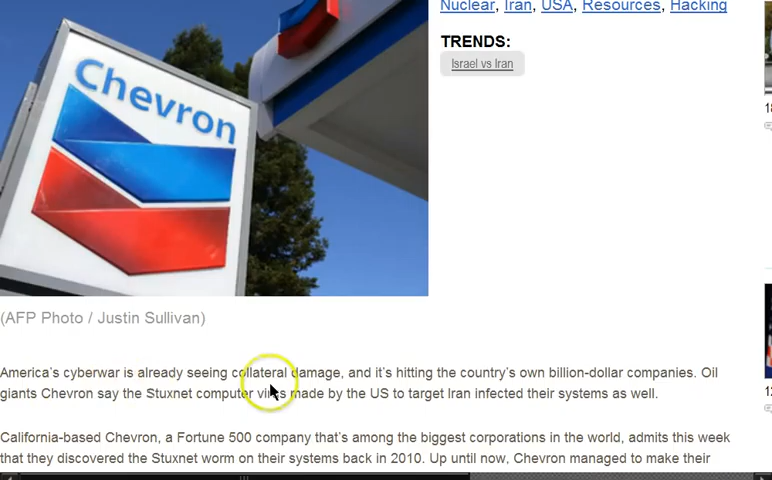 Nuclear, Iran, USA, Resources, Hacking
TRENDS:
Israel vs Iran
Chevron
(AFP Photo / Justin Sullivan)
America's cyberwar is already seeing collateral damage, and it's hitting the country's own billion-dollar companies. Oil
giants Chevron say the Stuxnet computer virus made by the US to target Iran infected their systems as well.
California-based Chevron, a Fortune 500 company that's among the biggest corporations in the world, admits this week
that they discovered the Stuxnet worm on their systems back in 2010. Up until now, Chevron managed to make their